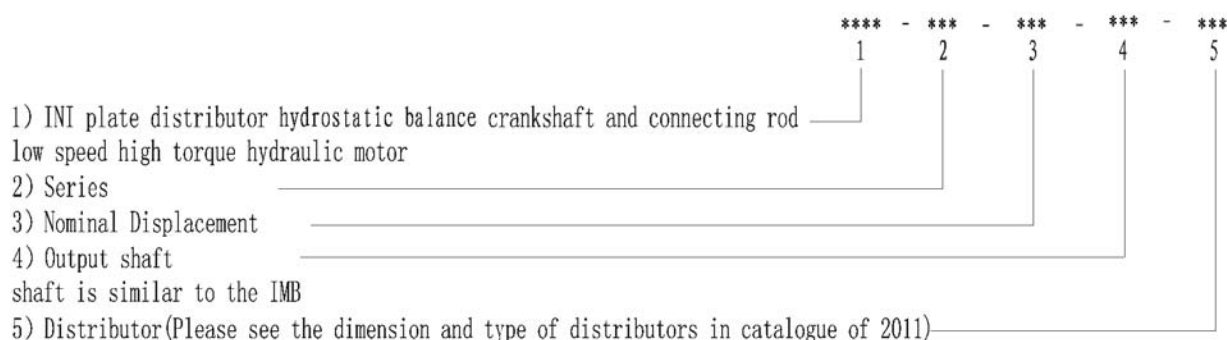 **** - *** - *** - *** - ***
1 2 3 4 5
1) INI plate distributor hydrostatic balance crankshaft and connecting rod
low speed high torque hydraulic motor
2) Series
3) Nominal Displacement
4) Output shaft
shaft is similar to the IMB
5) Distributor(Please see the dimension and type of distributors in catalogue of 2011)